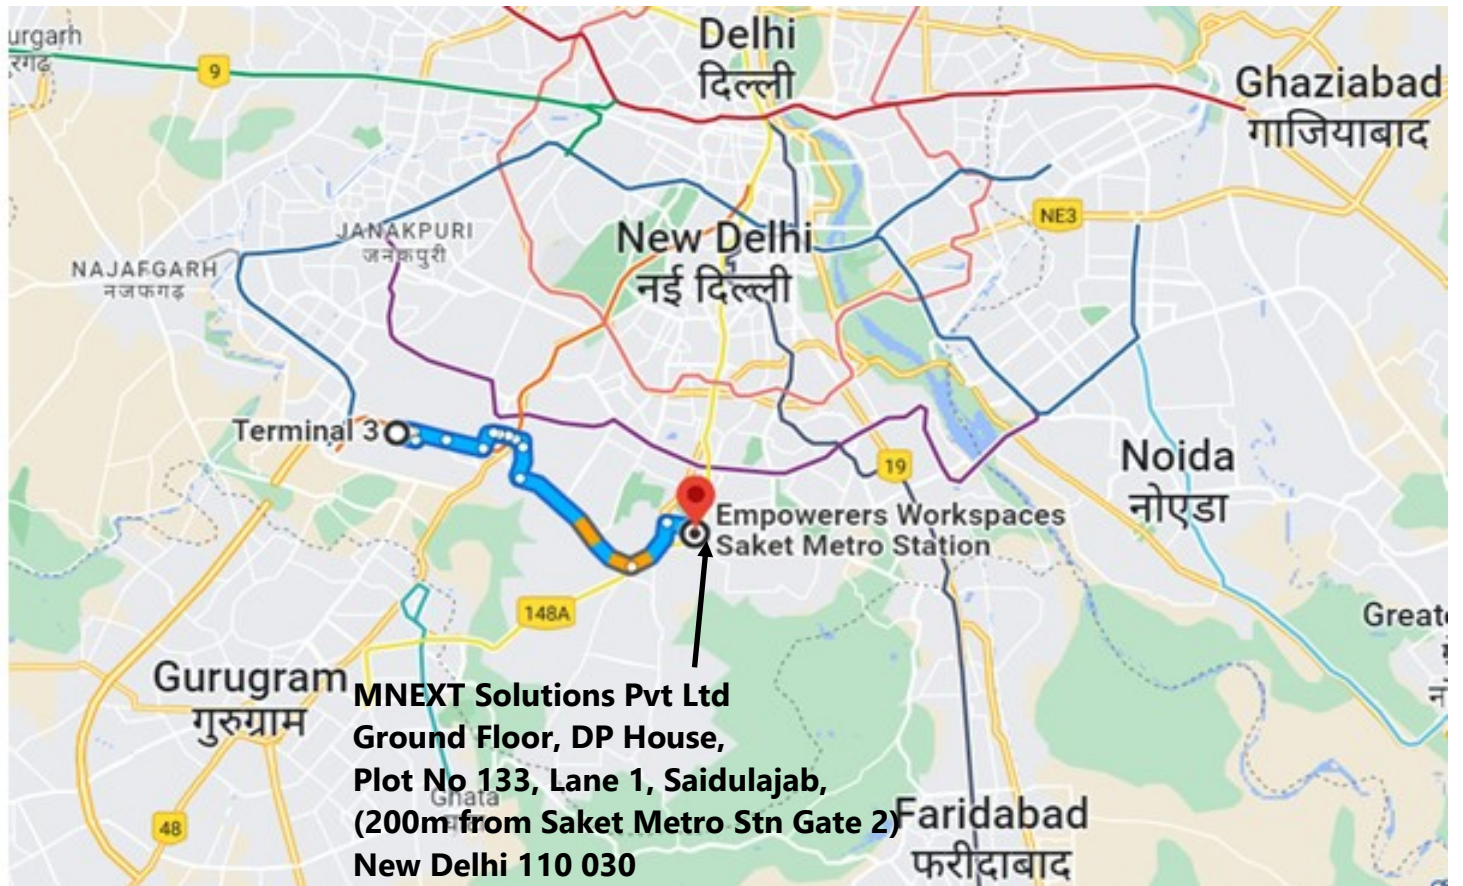 Delhi
दिल्ली
urgarh
9
Ghaziabad
गाजियाबाद
NE3
JANAKPURI
जनकपुरी
New Delhi
नई दिल्ली
NAJAFGARH
नजफगढ़
Terminal 3
19
Noida
नोएडा
Empowerers Workspaces
Saket Metro Station
148A
Greate
Gurugram
गुरुग्राम
MNEXT Solutions Pvt Ltd
Ground Floor, DP House,
Plot No 133, Lane 1, Saidulajab,
Ghata
(200m from Saket Metro Stn Gate 2)
New Delhi 110 030
48
Faridabad
फरीदाबाद